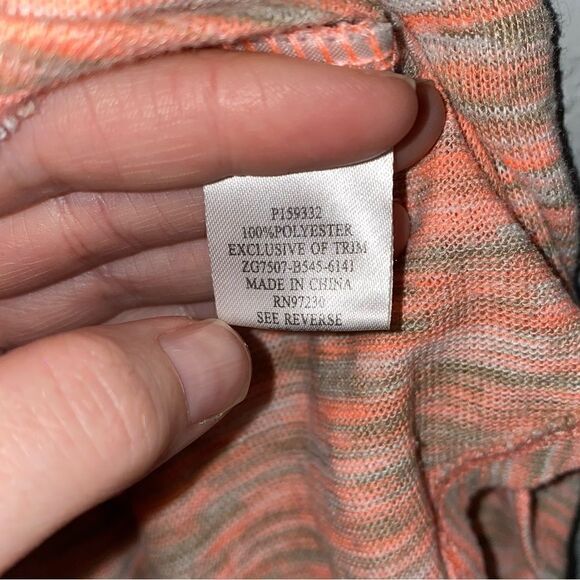 P159332
100%POLYESTER
EXCLUSIVE OF TRIM
ZG7507-B545-6141
MADE IN CHINA
RN97230
SEE REVERSE